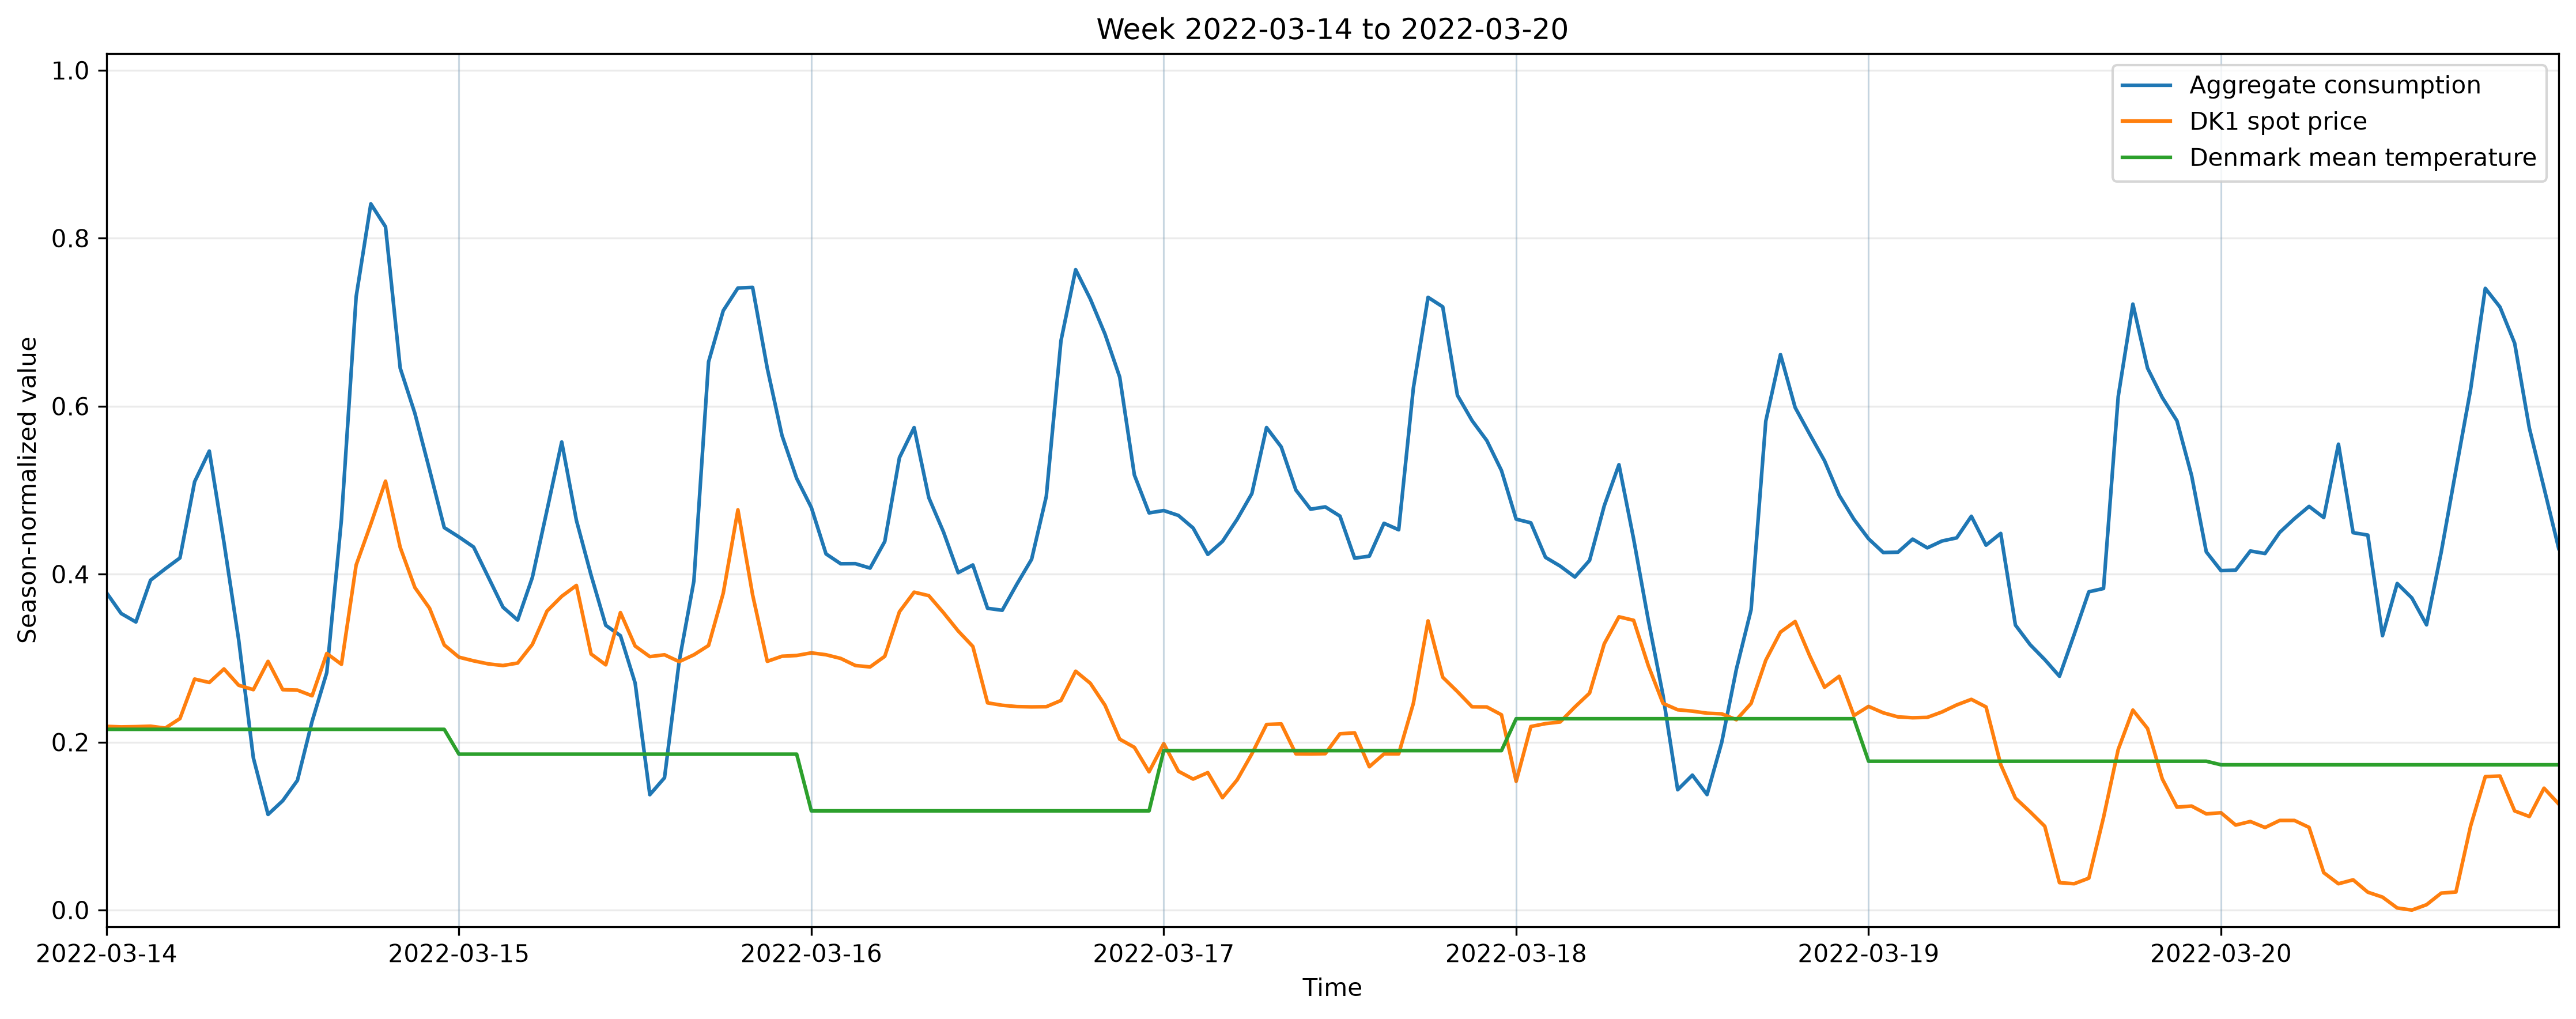 Week 2022-03-14 to 2022-03-20
Season-normalized value
1.0
0.8
0.6
0.4
0.2
0.0
Aggregate consumption
DK1 spot price
Denmark mean temperature
2022-03-14
2022-03-15
2022-03-16
2022-03-17
2022-03-18
2022-03-19
2022-03-20
Time